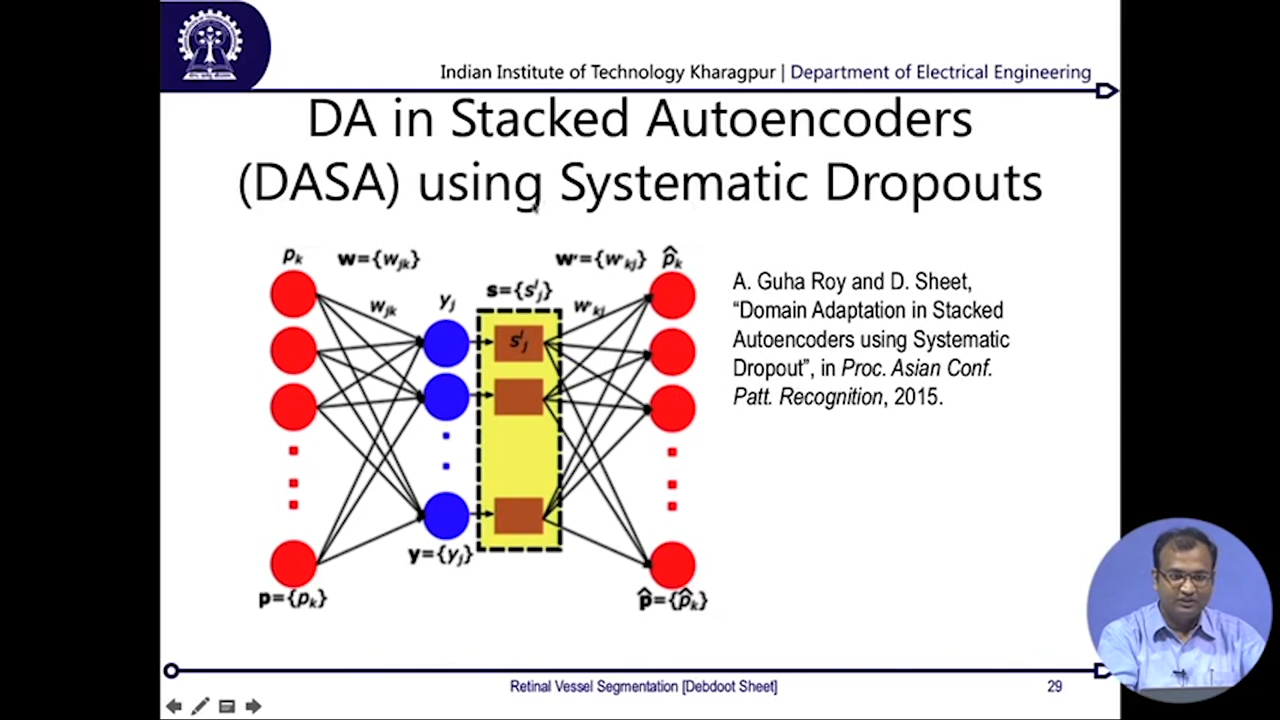 Indian Institute of Technology Kharagpur | Department of Electrical Engineering
DA in Stacked Autoencoders
(DASA) using Systematic Dropouts
pₖ
w={wⱼₖ}
w'={w'ₖⱼ}
p̂ₖ
wⱼₖ
yⱼ
s={sˡⱼ}
w'ₖⱼ
sˡⱼ
y={yⱼ}
p={pₖ}
p̂={p̂ₖ}
A. Guha Roy and D. Sheet,
“Domain Adaptation in Stacked
Autoencoders using Systematic
Dropout”, in Proc. Asian Conf.
Patt. Recognition, 2015.
Retinal Vessel Segmentation [Debdoot Sheet]
29